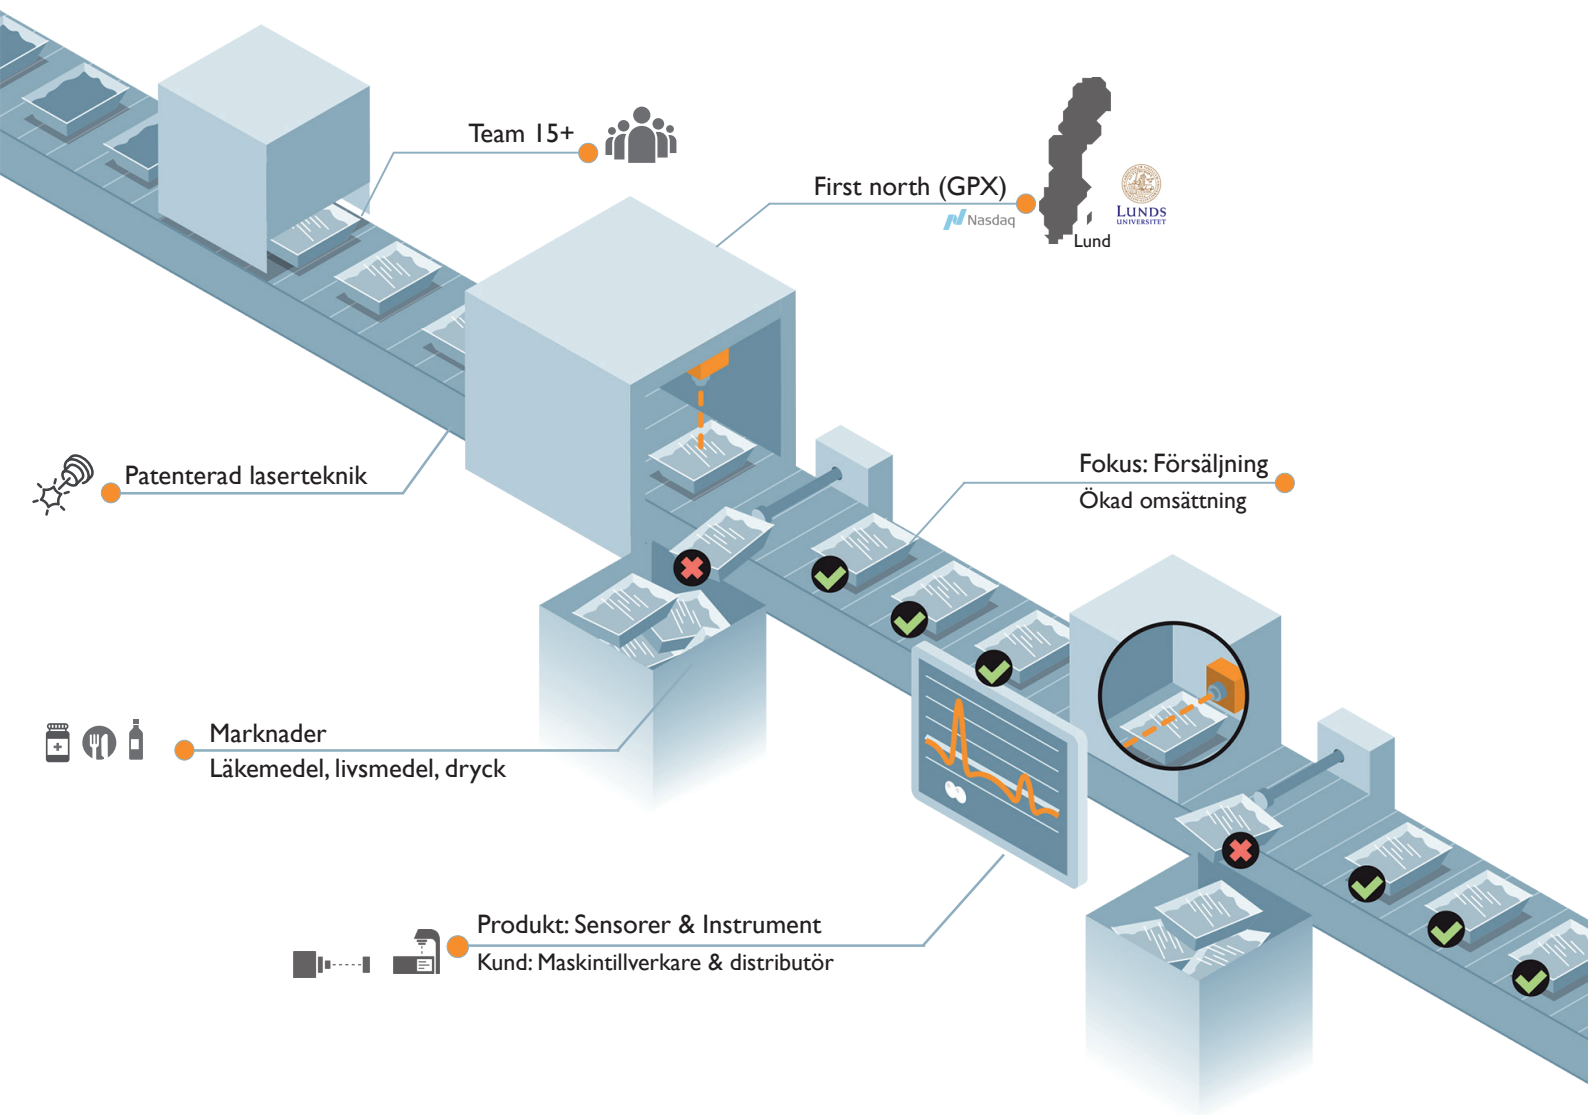 Team 15+
First north (GPX)
Nasdaq
LUNDS
UNIVERSITET
Lund
Patenterad laserteknik
Fokus: Försäljning
Ökad omsättning
Marknader
Läkemedel, livsmedel, dryck
Produkt: Sensorer & Instrument
Kund: Maskintillverkare & distributör